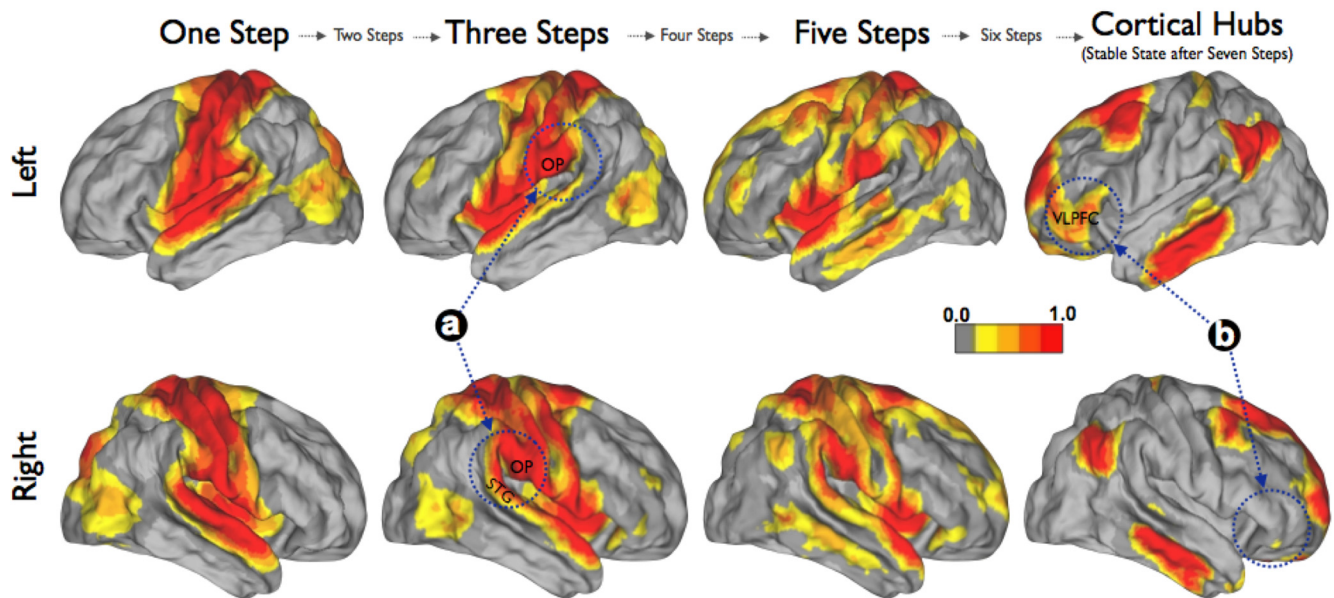 One Step Two Steps Three Steps Four Steps Five Steps Six Steps Cortical Hubs
(Stable State after Seven Steps)
Left
OP
VLPFC
a
0.0 1.0
b
Right
OP
STG